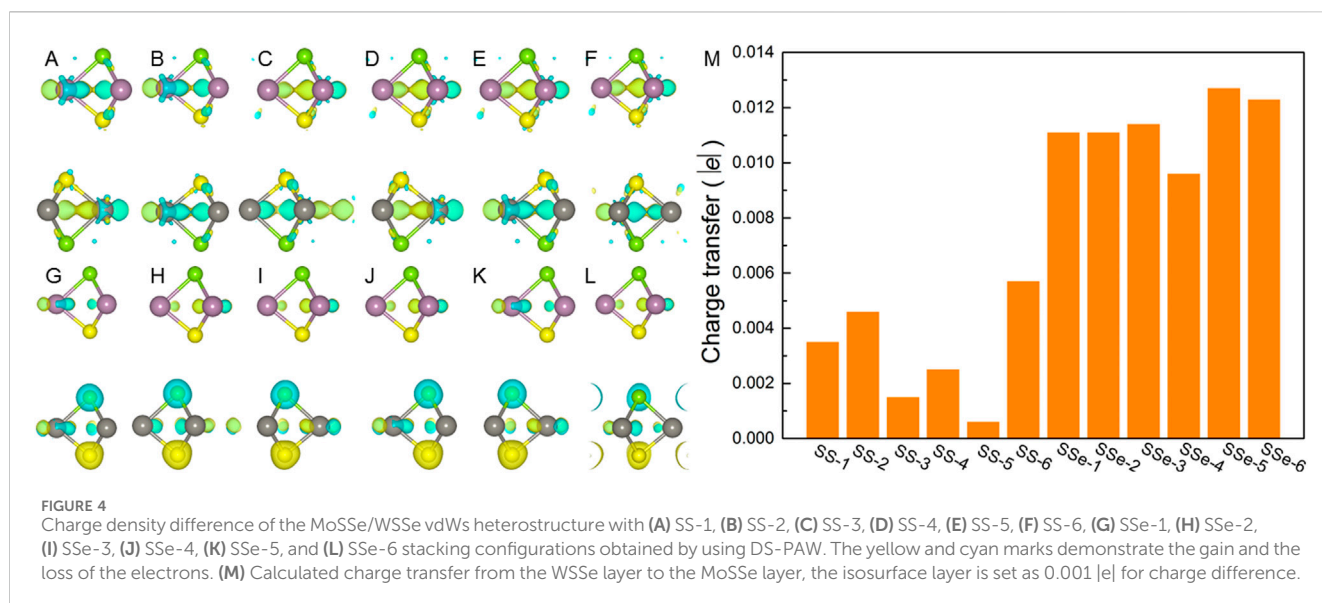 A B C D E F
G H I J K L
M
0.014
0.012
0.010
0.008
0.006
0.004
0.002
0.000
Charge transfer ( |e| )
SS-1 SS-2 SS-3 SS-4 SS-5 SS-6 SSe-1 SSe-2 SSe-3 SSe-4 SSe-5 SSe-6
FIGURE 4
Charge density difference of the MoSSe/WSSe vdWs heterostructure with (A) SS-1, (B) SS-2, (C) SS-3, (D) SS-4, (E) SS-5, (F) SS-6, (G) SSe-1, (H) SSe-2,
(I) SSe-3, (J) SSe-4, (K) SSe-5, and (L) SSe-6 stacking configurations obtained by using DS-PAW. The yellow and cyan marks demonstrate the gain and the
loss of the electrons. (M) Calculated charge transfer from the WSSe layer to the MoSSe layer, the isosurface layer is set as 0.001 |e| for charge difference.